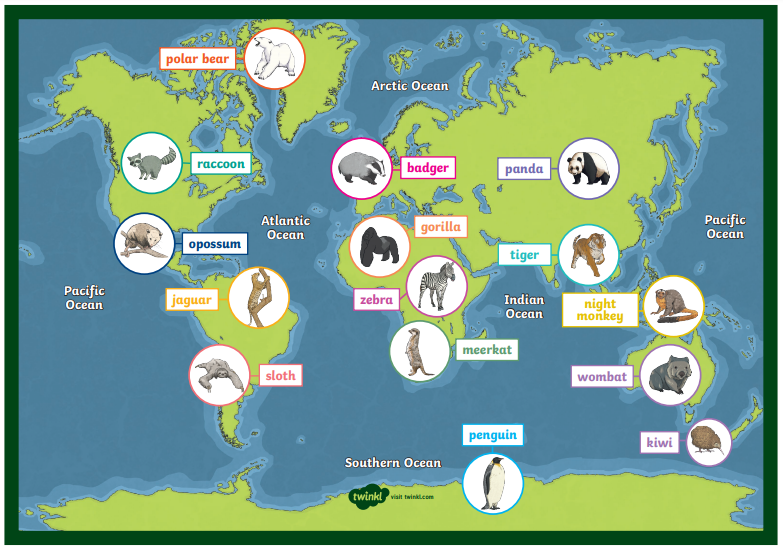 polar bear
Arctic Ocean
raccoon
badger
panda
Atlantic
Ocean
opossum
gorilla
Pacific
Ocean
tiger
Pacific
Ocean
jaguar
zebra
Indian
Ocean
night
monkey
meerkat
sloth
wombat
penguin
kiwi
Southern Ocean
twinkl visit twinkl.com